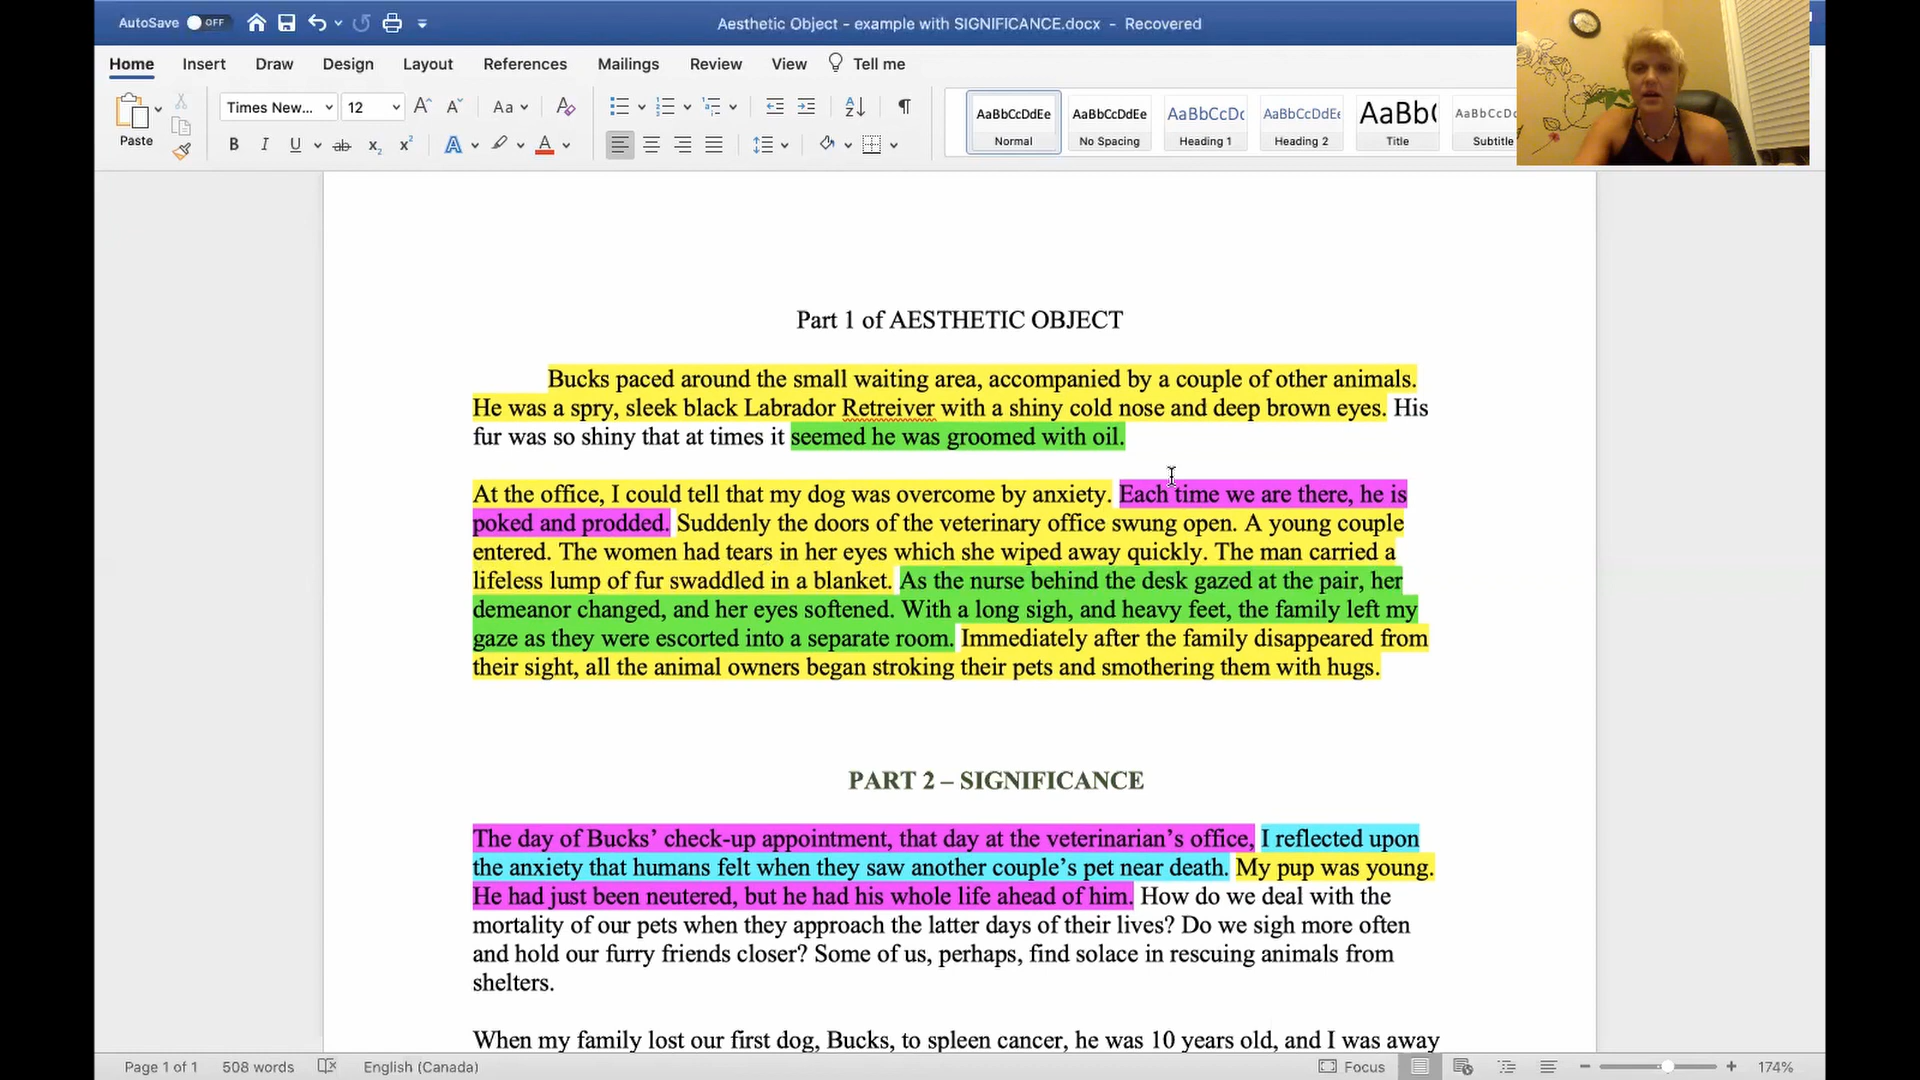 AutoSave OFF
Aesthetic Object - example with SIGNIFICANCE.docx - Recovered
Home Insert Draw Design Layout References Mailings Review View Tell me
Paste
Times New... 12 Aa
AaBbCcDdEe AaBbCcDdEe AaBbCcDc AaBbCcDdEe AaBb( AaBbCcDc
Normal No Spacing Heading 1 Heading 2 Title Subtitle
Part 1 of AESTHETIC OBJECT
Bucks paced around the small waiting area, accompanied by a couple of other animals.
He was a spry, sleek black Labrador Retreiver with a shiny cold nose and deep brown eyes. His
fur was so shiny that at times it seemed he was groomed with oil.
At the office, I could tell that my dog was overcome by anxiety. Each time we are there, he is
poked and prodded. Suddenly the doors of the veterinary office swung open. A young couple
entered. The women had tears in her eyes which she wiped away quickly. The man carried a
lifeless lump of fur swaddled in a blanket. As the nurse behind the desk gazed at the pair, her
demeanor changed, and her eyes softened. With a long sigh, and heavy feet, the family left my
gaze as they were escorted into a separate room. Immediately after the family disappeared from
their sight, all the animal owners began stroking their pets and smothering them with hugs.
PART 2 – SIGNIFICANCE
The day of Bucks’ check-up appointment, that day at the veterinarian’s office, I reflected upon
the anxiety that humans felt when they saw another couple’s pet near death. My pup was young.
He had just been neutered, but he had his whole life ahead of him. How do we deal with the
mortality of our pets when they approach the latter days of their lives? Do we sigh more often
and hold our furry friends closer? Some of us, perhaps, find solace in rescuing animals from
shelters.
When my family lost our first dog, Bucks, to spleen cancer, he was 10 years old, and I was away
Page 1 of 1 508 words English (Canada) Focus 174%